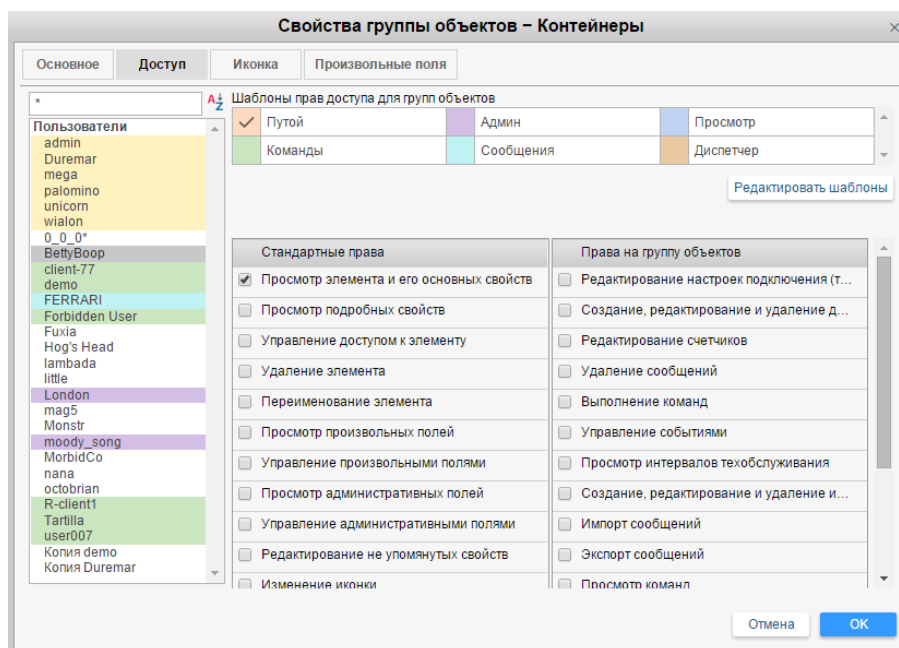 Свойства группы объектов – Контейнеры
Основное Доступ Иконка Произвольные поля
*
Пользователи
admin
Duremar
mega
palomino
unicorn
wialon
0_0_0*
BettyBoop
client-77
demo
FERRARI
Forbidden User
Fuxia
Hog's Head
lambada
little
London
mag5
Monstr
moody_song
MorbidCo
nana
octobrian
R-client1
Tartilla
user007
Копия demo
Копия Duremar
Шаблоны прав доступа для групп объектов
Путой Админ Просмотр
Команды Сообщения Диспетчер
Редактировать шаблоны
Стандартные права
Просмотр элемента и его основных свойств
Просмотр подробных свойств
Управление доступом к элементу
Удаление элемента
Переименование элемента
Просмотр произвольных полей
Управление произвольными полями
Просмотр административных полей
Управление административными полями
Редактирование не упомянутых свойств
Изменение иконки
Права на группу объектов
Редактирование настроек подключения (т...
Создание, редактирование и удаление д...
Редактирование счетчиков
Удаление сообщений
Выполнение команд
Управление событиями
Просмотр интервалов техобслуживания
Создание, редактирование и удаление и...
Импорт сообщений
Экспорт сообщений
Просмотр команд
Отмена OK